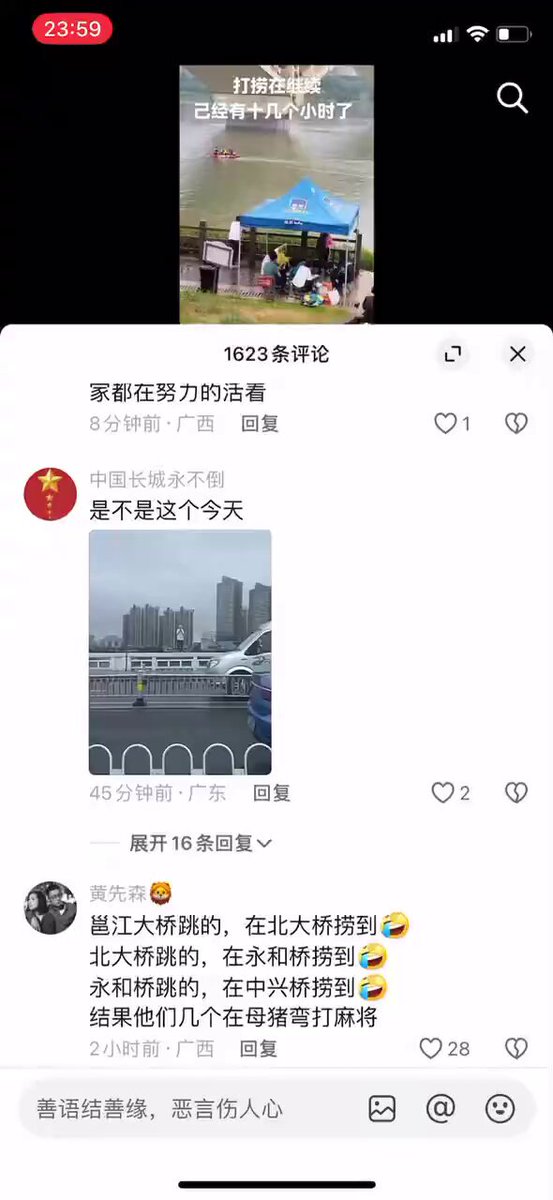 23:59
打捞在继续
己经有十几个小时了
1623条评论
冢都在努力的活看
8分钟前·广西 回复
1
中国长城永不倒
是不是这个今天
45分钟前·广东 回复
2
展开16条回复
黄先森🦁
邕江大桥跳的，在北大桥捞到🤣
北大桥跳的，在永和桥捞到🤣
永和桥跳的，在中兴桥捞到🤣
结果他们几个在母猪弯打麻将
2小时前·广西 回复
28
善语结善缘，恶言伤人心